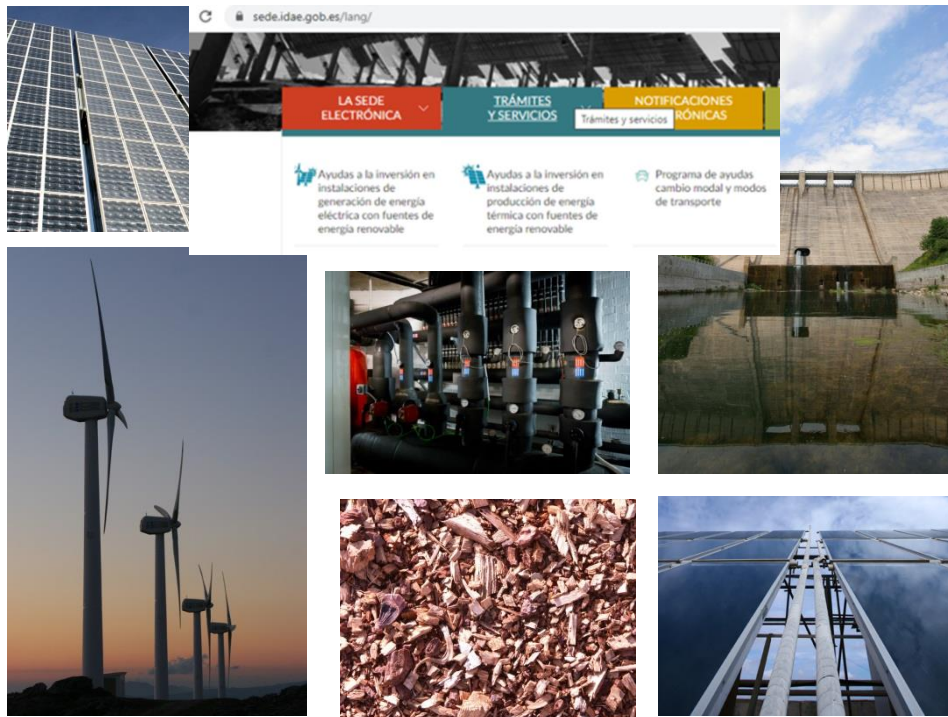 sede.idae.gob.es/lang/
LA SEDE
ELECTRÓNICA
TRÁMITES
Y SERVICIOS
NOTIFICACIONES
RÓNICAS
Trámites y servicios
Ayudas a la inversión en
instalaciones de
generación de energía
eléctrica con fuentes de
energía renovable
Ayudas a la inversión en
instalaciones de
producción de energía
térmica con fuentes de
energía renovable
Programa de ayudas
cambio modal y modos
de transporte